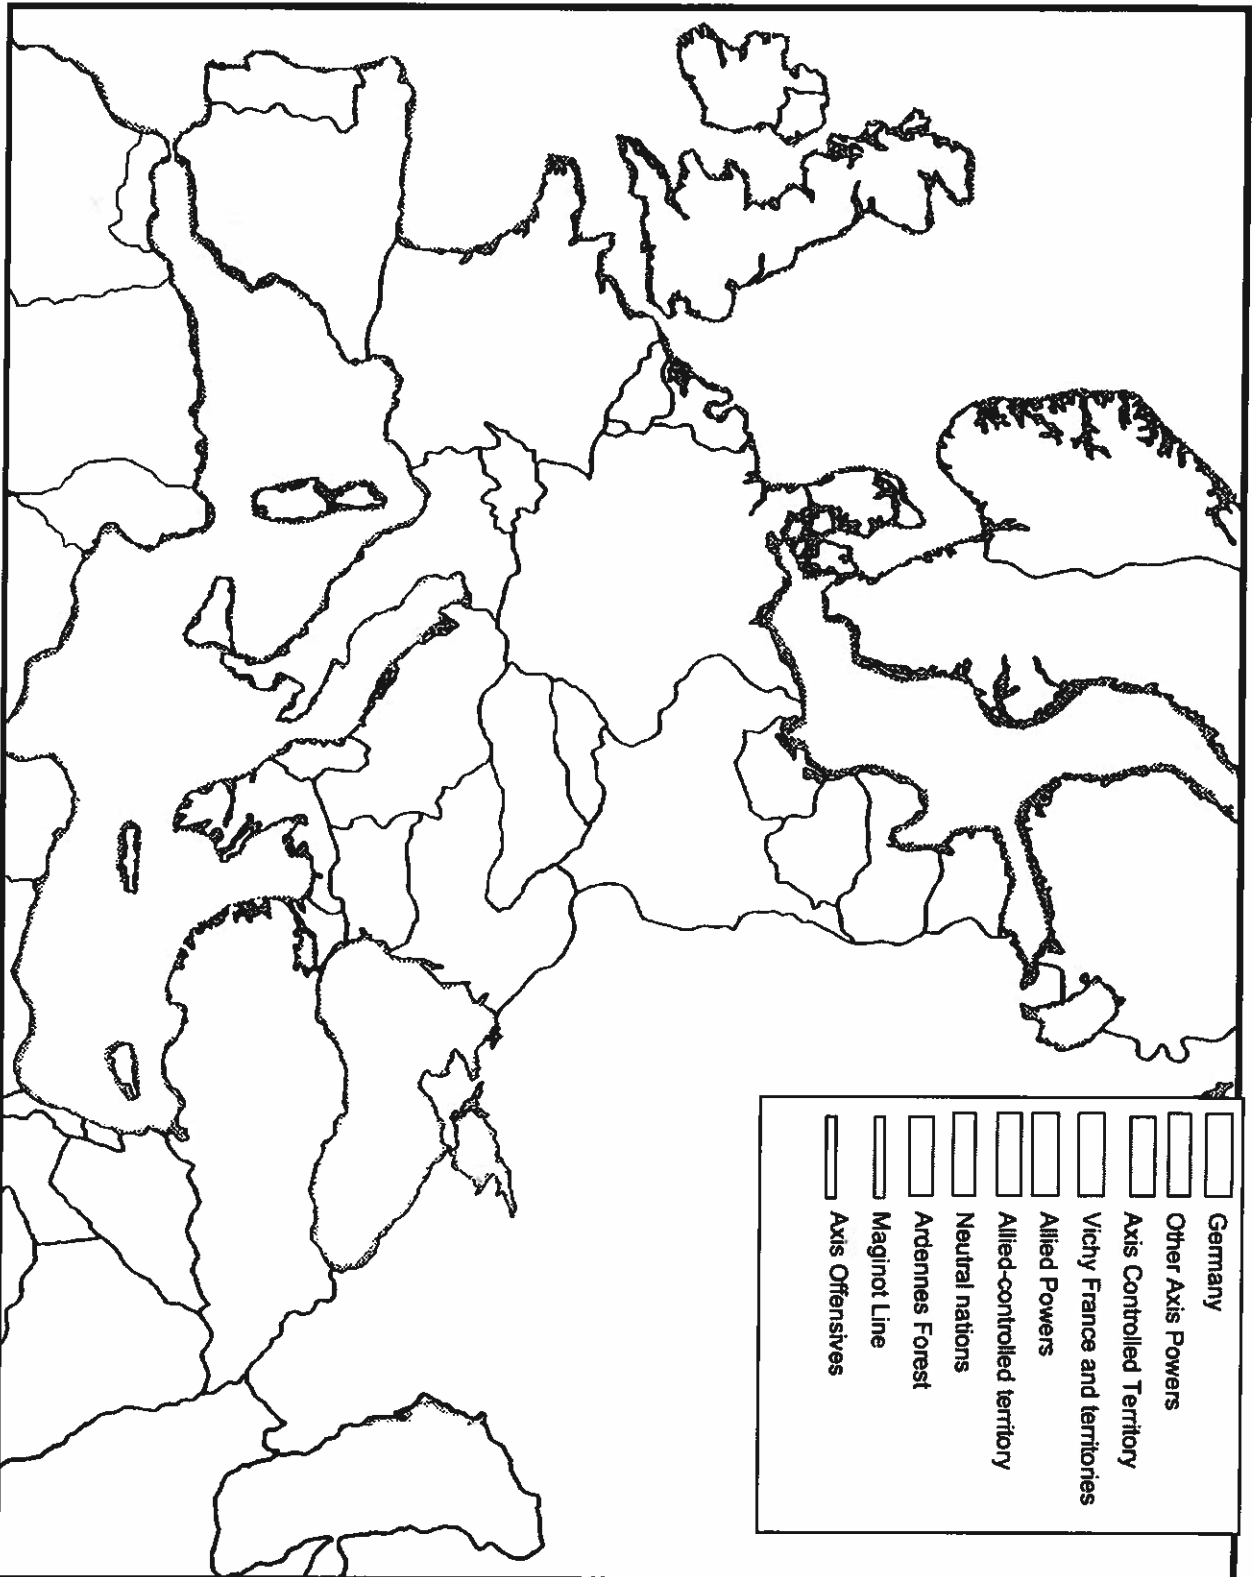 Germany
Other Axis Powers
Axis Controlled Territory
Vichy France and territories
Allied Powers
Allied-controlled territory
Neutral nations
Ardennes Forest
Maginot Line
Axis Offensives